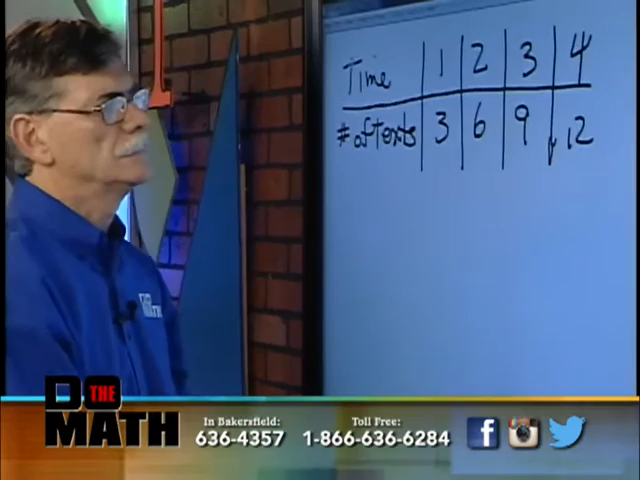 Time 1 2 3 4
# of texts 3 6 9 12
DO THE MATH
In Bakersfield: 636-4357
Toll Free: 1-866-636-6284
f